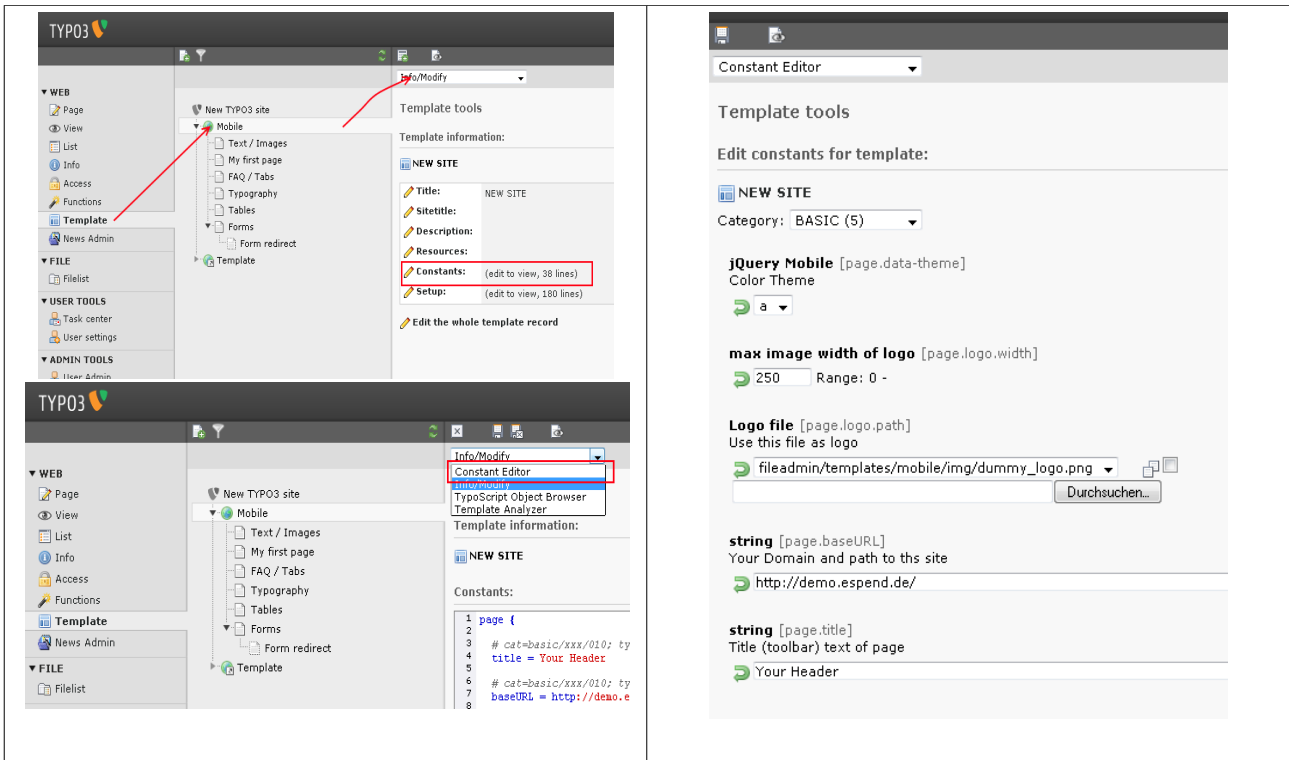 TYPO3
Info/Modify
WEB
Page
View
List
Info
Access
Functions
Template
News Admin
FILE
Filelist
USER TOOLS
Task center
User settings
ADMIN TOOLS
User Admin
New TYPO3 site
Mobile
Text / Images
My first page
FAQ / Tabs
Typography
Tables
Forms
Form redirect
Template
Template tools
Template information:
NEW SITE
Title: NEW SITE
Sitetitle:
Description:
Resources:
Constants: (edit to view, 38 lines)
Setup: (edit to view, 180 lines)
Edit the whole template record
TYPO3
WEB
Page
View
List
Info
Access
Functions
Template
News Admin
FILE
Filelist
New TYPO3 site
Mobile
Text / Images
My first page
FAQ / Tabs
Typography
Tables
Forms
Form redirect
Template
Info/Modify
Constant Editor
Info/Modify
TypoScript Object Browser
Template Analyzer
Template information:
NEW SITE
Constants:
1 page {
2
3 # cat=basic/xxx/010; ty
4 title = Your Header
5
6 # cat=basic/xxx/010; ty
7 baseURL = http://demo.e
8
Constant Editor
Template tools
Edit constants for template:
NEW SITE
Category: BASIC (5)
jQuery Mobile [page.data-theme]
Color Theme
a
max image width of logo [page.logo.width]
250 Range: 0 -
Logo file [page.logo.path]
Use this file as logo
fileadmin/templates/mobile/img/dummy_logo.png
Durchsuchen...
string [page.baseURL]
Your Domain and path to ths site
http://demo.espend.de/
string [page.title]
Title (toolbar) text of page
Your Header